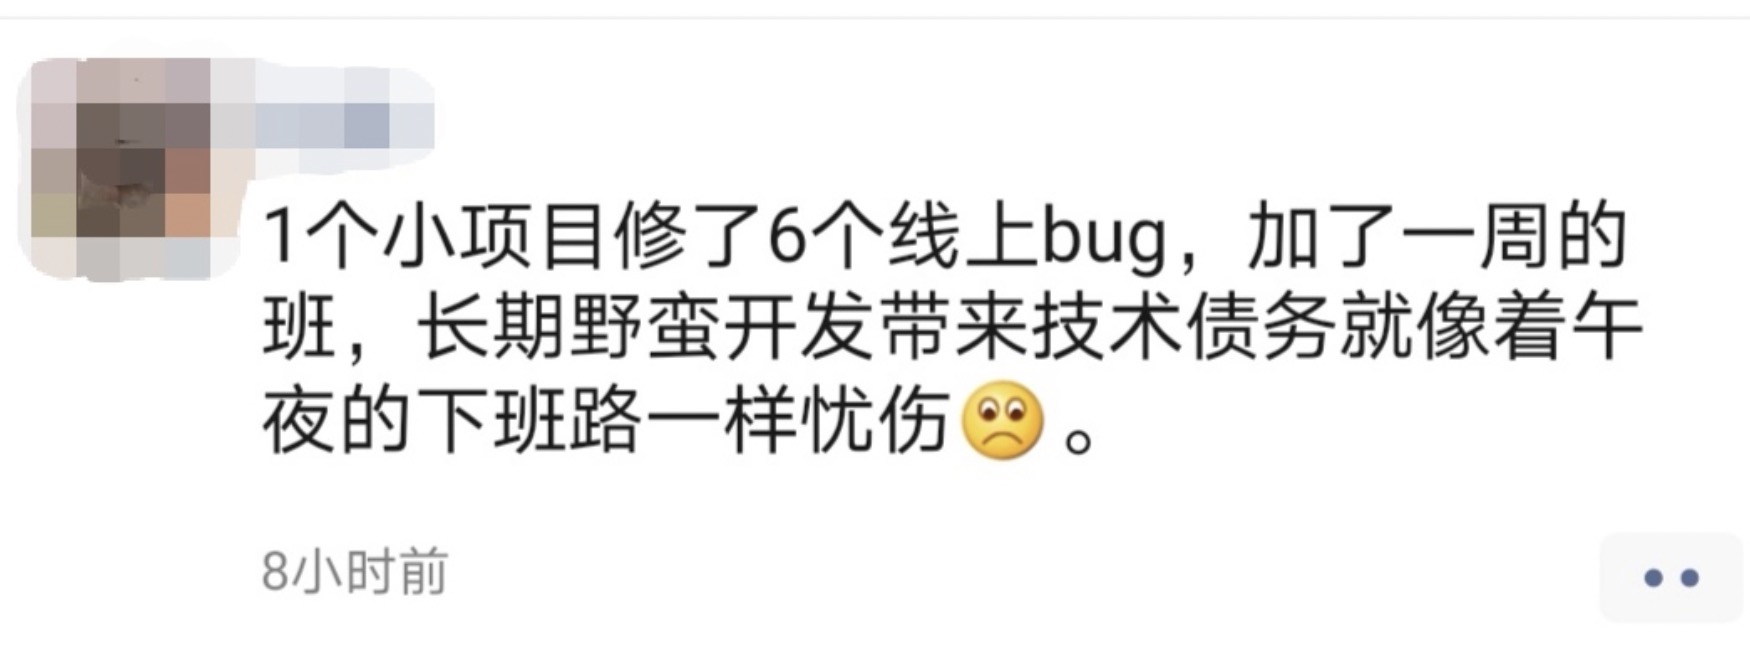 1个小项目修了6个线上bug，加了一周的
班，长期野蛮开发带来技术债务就像着午
夜的下班路一样忧伤🙁。
8小时前